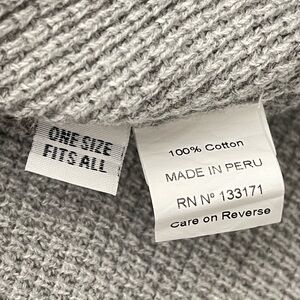 ONE SIZE
FITS ALL
100% Cotton
MADE IN PERU
RN Nº 133171
Care on Reverse